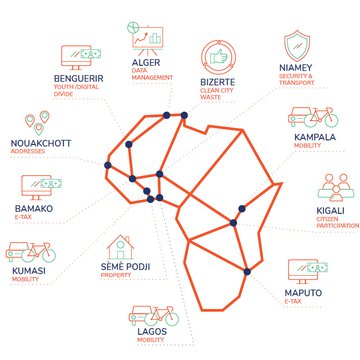 ALGER
DATA
MANAGEMENT
BENGUERIR
YOUTH /DIGITAL
DIVIDE
BIZERTE
CLEAN CITY
WASTE
NIAMEY
SECURITY &
TRANSPORT
NOUAKCHOTT
ADDRESSES
KAMPALA
MOBILITY
BAMAKO
E-TAX
KIGALI
CITIZEN
PARTICIPATION
KUMASI
MOBILITY
SÈMÈ PODJI
PROPERTY
MAPUTO
E-TAX
LAGOS
MOBILITY